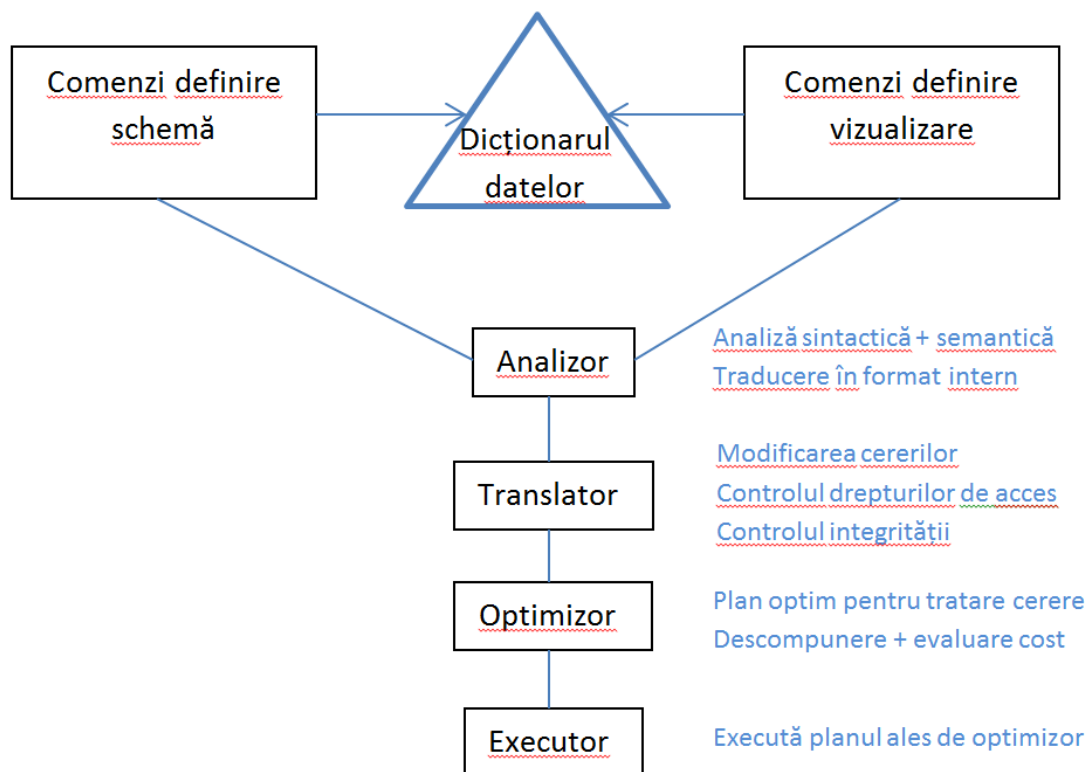 Comenzi definire
schemă
Dicționarul
datelor
Comenzi definire
vizualizare
Analizor
Analiză sintactică + semantică
Traducere în format intern
Translator
Modificarea cererilor
Controlul drepturilor de acces
Controlul integrității
Optimizor
Plan optim pentru tratare cerere
Descompunere + evaluare cost
Executor
Execută planul ales de optimizor